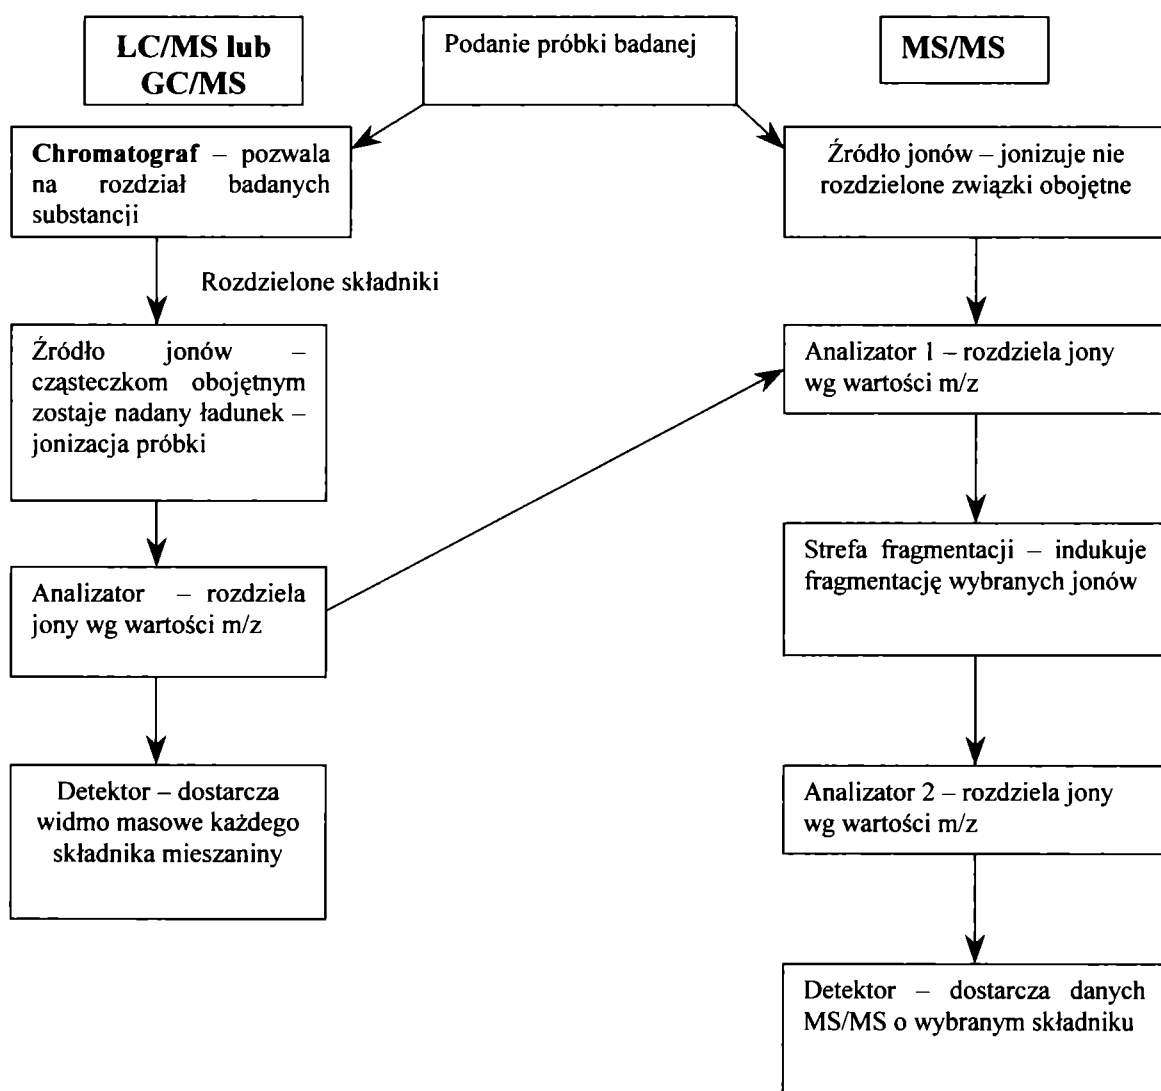 LC/MS lub
GC/MS
Podanie próbki badanej
MS/MS
Chromatograf – pozwala
na rozdział badanych
substancji
Źródło jonów – jonizuje nie
rozdzielone związki obojętne
Rozdzielone składniki
Źródło jonów –
cząsteczkom obojętnym
zostaje nadany ładunek –
jonizacja próbki
Analizator 1 – rozdziela jony
wg wartości m/z
Strefa fragmentacji – indukuje
fragmentację wybranych jonów
Analizator – rozdziela
jony wg wartości m/z
Detektor – dostarcza
widmo masowe każdego
składnika mieszaniny
Analizator 2 – rozdziela jony
wg wartości m/z
Detektor – dostarcza danych
MS/MS o wybranym składniku